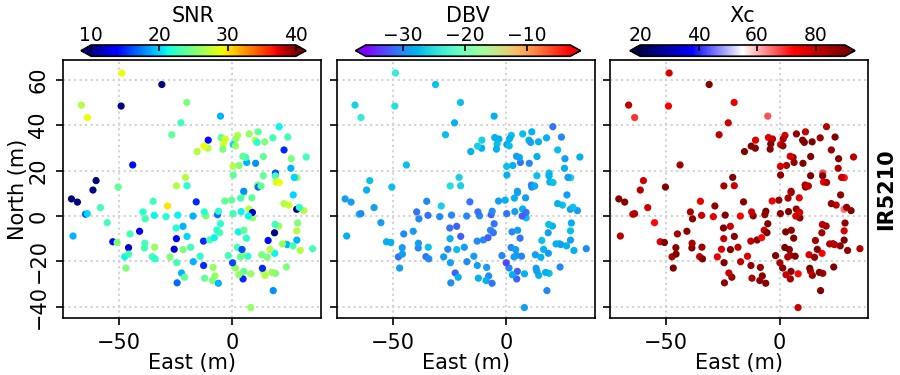 SNR
DBV
Xc
10 20 30 40
−30 −20 −10
20 40 60 80
60
40
20
0
−20
−40
North (m)
IR5210
−50 0
−50 0
−50 0
East (m)
East (m)
East (m)